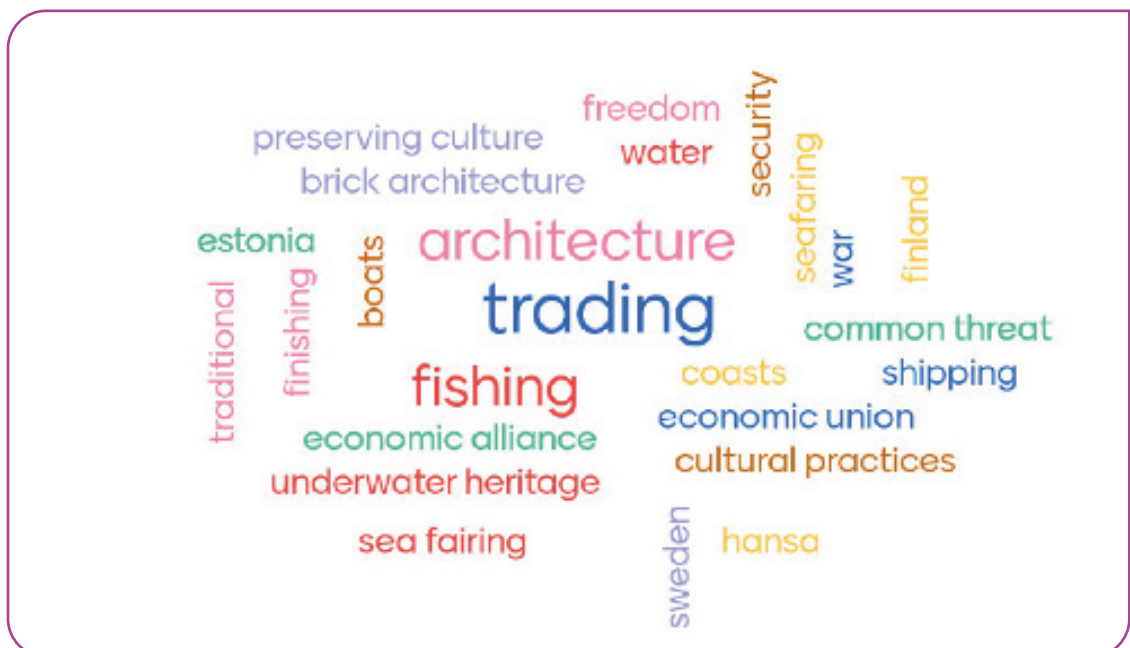 freedom
security
preserving culture
water
seafaring
brick architecture
finland
estonia
boats
architecture
war
traditional
finishing
trading
common threat
fishing
coasts
shipping
economic alliance
economic union
underwater heritage
cultural practices
sea fairing
sweden
hansa